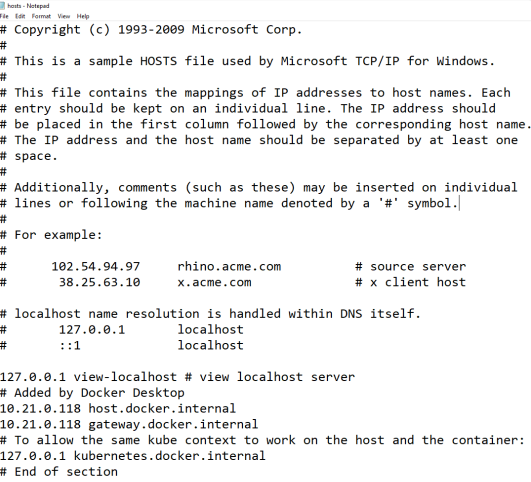 hosts - Notepad
File Edit Format View Help
# Copyright (c) 1993-2009 Microsoft Corp.
#
# This is a sample HOSTS file used by Microsoft TCP/IP for Windows.
#
# This file contains the mappings of IP addresses to host names. Each
# entry should be kept on an individual line. The IP address should
# be placed in the first column followed by the corresponding host name.
# The IP address and the host name should be separated by at least one
# space.
#
# Additionally, comments (such as these) may be inserted on individual
# lines or following the machine name denoted by a '#' symbol.
#
# For example:
#
#      102.54.94.97     rhino.acme.com          # source server
#       38.25.63.10     x.acme.com              # x client host

# localhost name resolution is handled within DNS itself.
#       127.0.0.1       localhost
#       ::1             localhost

127.0.0.1 view-localhost # view localhost server
# Added by Docker Desktop
10.21.0.118 host.docker.internal
10.21.0.118 gateway.docker.internal
# To allow the same kube context to work on the host and the container:
127.0.0.1 kubernetes.docker.internal
# End of section